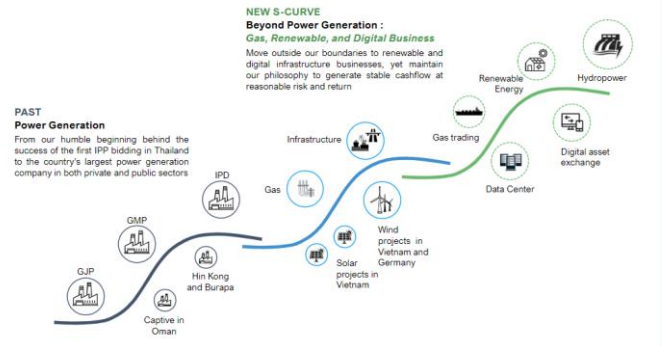 NEW S-CURVE
Beyond Power Generation :
Gas, Renewable, and Digital Business
Move outside our boundaries to renewable and
digital infrastructure businesses, yet maintain
our philosophy to generate stable cashflow at
reasonable risk and return
PAST
Power Generation
From our humble beginning behind the
success of the first IPP bidding in Thailand
to the country's largest power generation
company in both private and public sectors
GJP
GMP
IPD
Captive in
Oman
Hin Kong
and Burapa
Gas
Infrastructure
Solar
projects in
Vietnam
Wind
projects in
Vietnam and
Germany
Gas trading
Renewable
Energy
Hydropower
Data Center
Digital asset
exchange